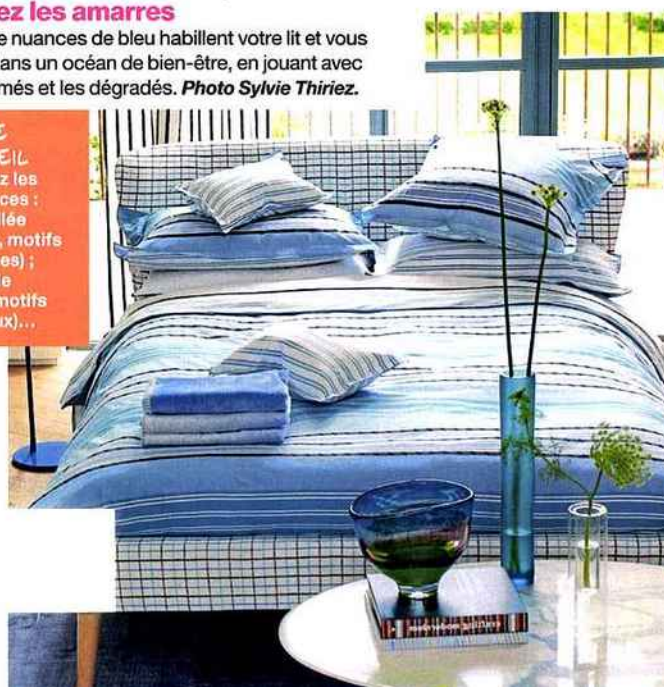 ez les amarres
e nuances de bleu habillent votre lit et vous
ans un océan de bien-être, en jouant avec
més et les dégradés. Photo Sylvie Thiriez.
E
EIL
z les
ces :
lée
, motifs
es) ;
e
motifs
ux)...